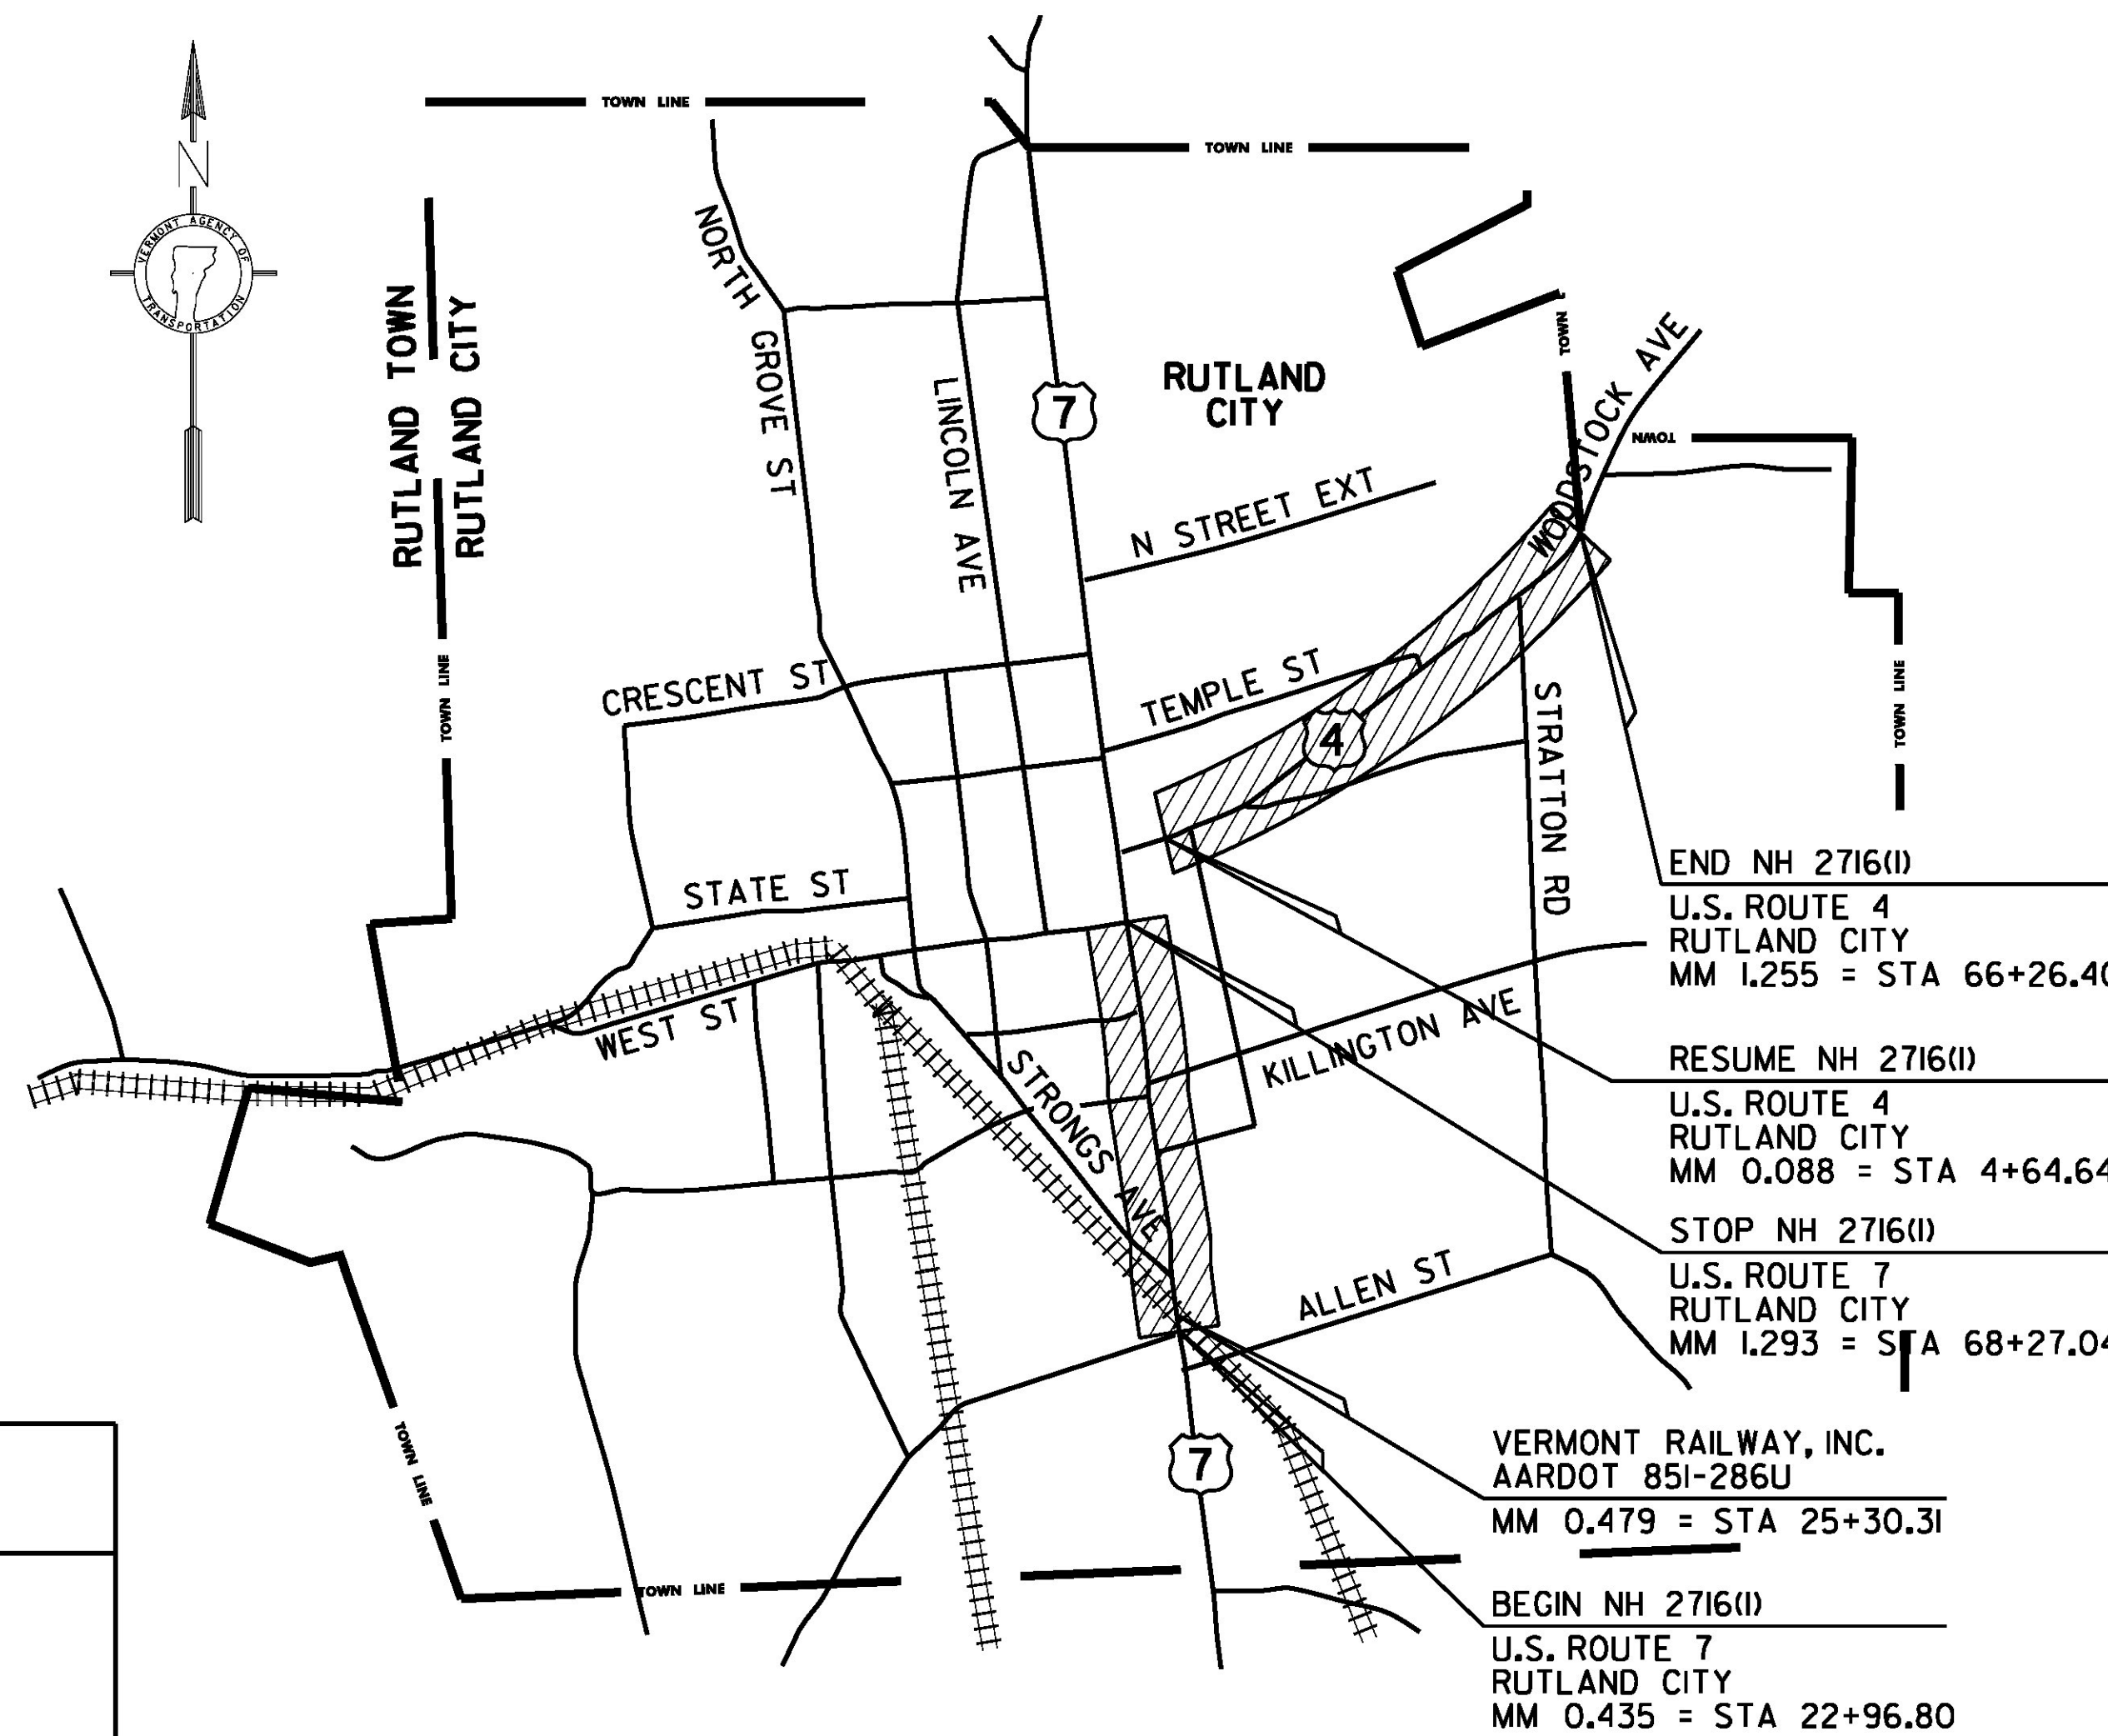 TOWN LINE
TOWN LINE
N
VERMONT AGENCY OF
TRANSPORTATION
RUTLAND TOWN
RUTLAND CITY
NORTH GROVE ST
LINCOLN AVE
7
RUTLAND
CITY
TOWN
WOODSTOCK AVE
TOWN
N STREET EXT
TOWN LINE
TOWN LINE
CRESCENT ST
TEMPLE ST
4
STRATTON RD
STATE ST
WEST ST
STRONGS AVE
KILLINGTON AVE
ALLEN ST
END NH 2716(1)
U.S. ROUTE 4
RUTLAND CITY
MM 1.255 = STA 66+26.40
RESUME NH 2716(1)
U.S. ROUTE 4
RUTLAND CITY
MM 0.088 = STA 4+64.64
STOP NH 2716(1)
U.S. ROUTE 7
RUTLAND CITY
MM 1.293 = STA 68+27.04
TOWN LINE
7
VERMONT RAILWAY, INC.
AARDOT 851-286U
MM 0.479 = STA 25+30.31
TOWN LINE
BEGIN NH 2716(1)
U.S. ROUTE 7
RUTLAND CITY
MM 0.435 = STA 22+96.80